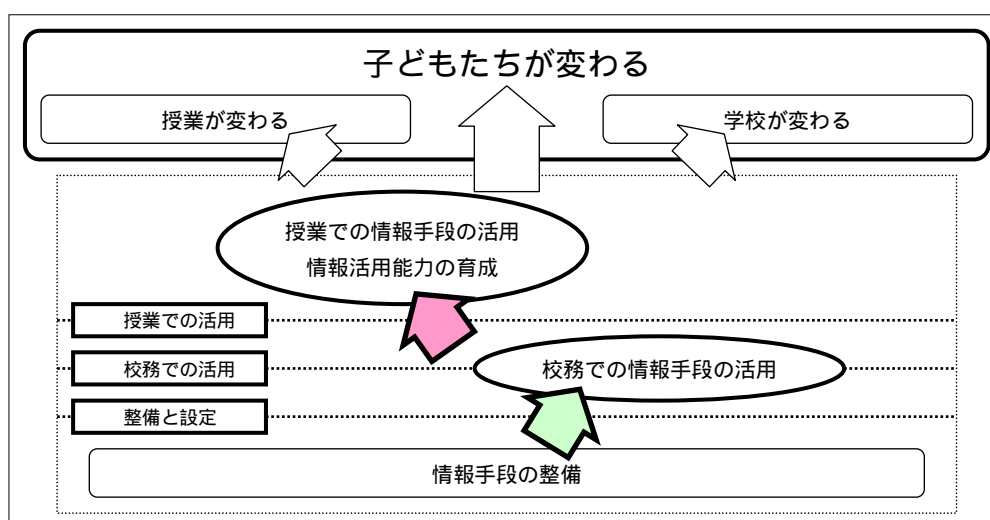 子どもたちが変わる
授業が変わる
学校が変わる
授業での情報手段の活用
情報活用能力の育成
授業での活用
校務での活用
校務での情報手段の活用
整備と設定
情報手段の整備